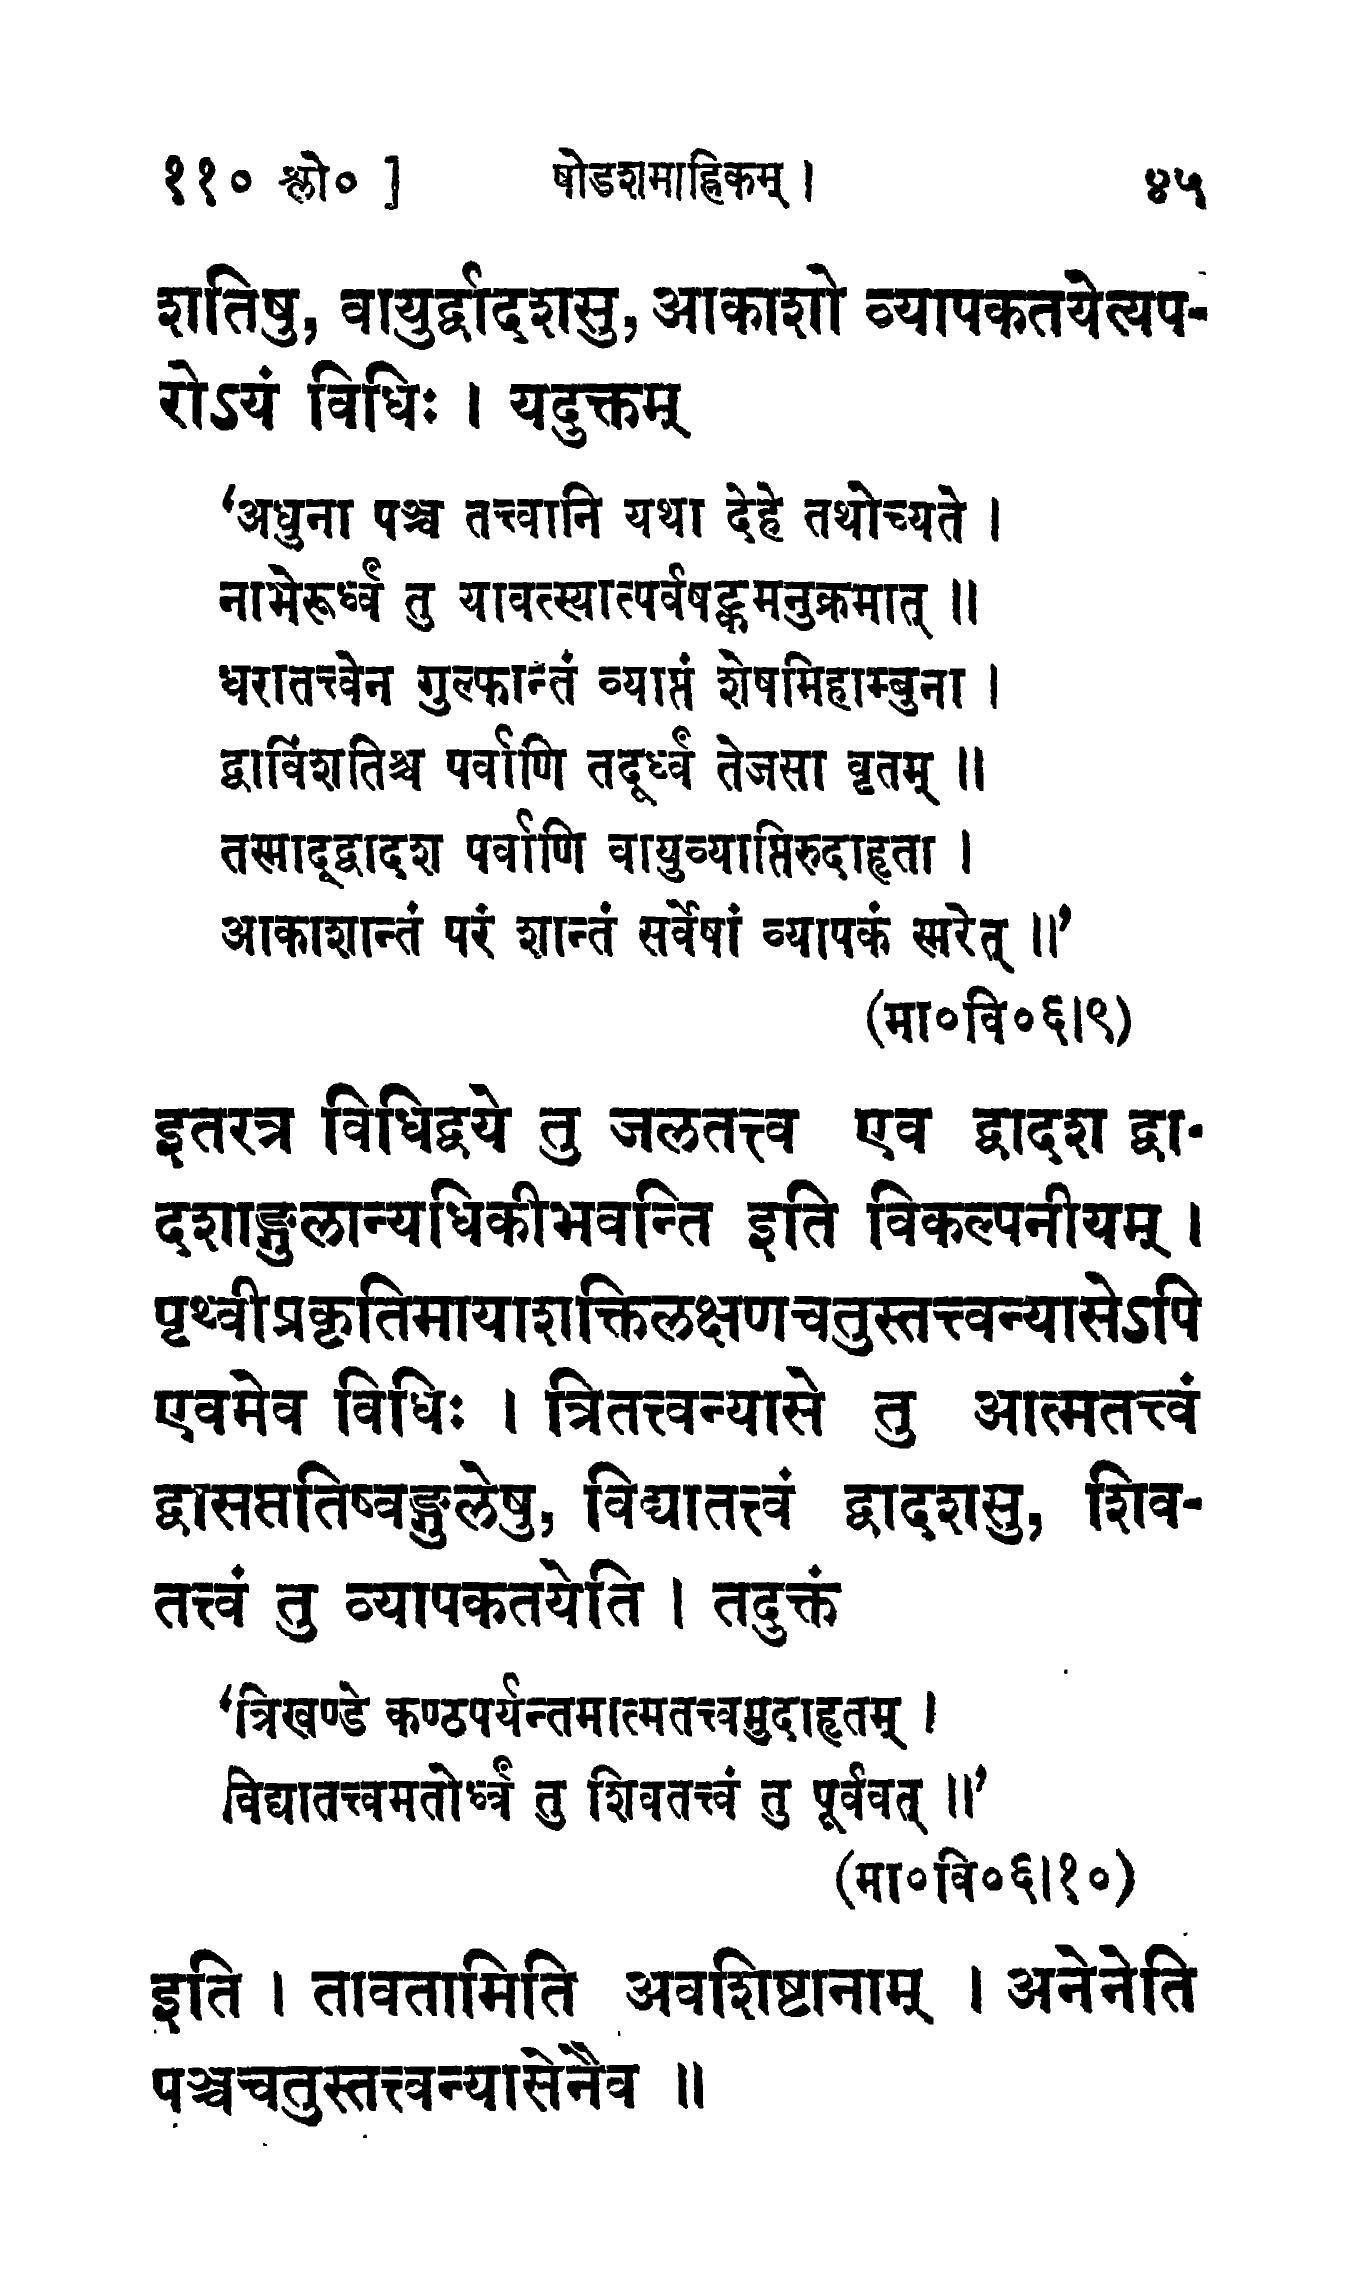 ११० श्लो० ] षोडशमाह्निकम् । ४५
शतिषु, वायुर्द्वादशसु, आकाशो व्यापकतयेत्यप-
रोऽयं विधिः । यदुक्तम्
‘अधुना पञ्च तत्त्वानि यथा देहे तथोच्यते ।
नाभेरूर्ध्वं तु यावत्स्यात्पर्वषट्कमनुक्रमात् ॥
धरातत्त्वेन गुल्फान्तं व्याप्तं शेषमिहाम्बुना ।
द्वाविंशतिश्च पर्वाणि तदूर्ध्वं तेजसा वृतम् ॥
तस्माद्द्वादश पर्वाणि वायुव्याप्तिरुदाहृता ।
आकाशान्तं परं शान्तं सर्वेषां व्यापकं स्मरेत् ॥’
(मा०वि०६।९)
इतरत्र विधिद्वये तु जलतत्त्व एव द्वादश द्वा-
दशाङ्गुलान्यधिकीभवन्ति इति विकल्पनीयम् ।
पृथ्वीप्रकृतिमायाशक्तिलक्षणचतुस्तत्त्वन्यासेऽपि
एवमेव विधिः । त्रितत्त्वन्यासे तु आत्मतत्त्वं
द्वासप्ततिष्वङ्गुलेषु, विद्यातत्त्वं द्वादशसु, शिव-
तत्त्वं तु व्यापकतयेति । तदुक्तं
‘त्रिखण्डे कण्ठपर्यन्तमात्मतत्त्वमुदाहृतम् ।
विद्यातत्त्वमतोर्ध्वं तु शिवतत्त्वं तु पूर्ववत् ॥’
(मा०वि०६।१०)
इति । तावतामिति अवशिष्टानाम् । अनेनेति
पञ्चचतुस्तत्त्वन्यासेनैव ॥